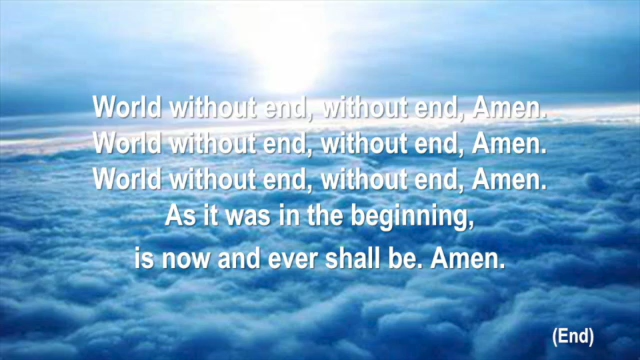 World without end, without end, Amen.
World without end, without end, Amen.
World without end, without end, Amen.
As it was in the beginning,
is now and ever shall be. Amen.
(End)